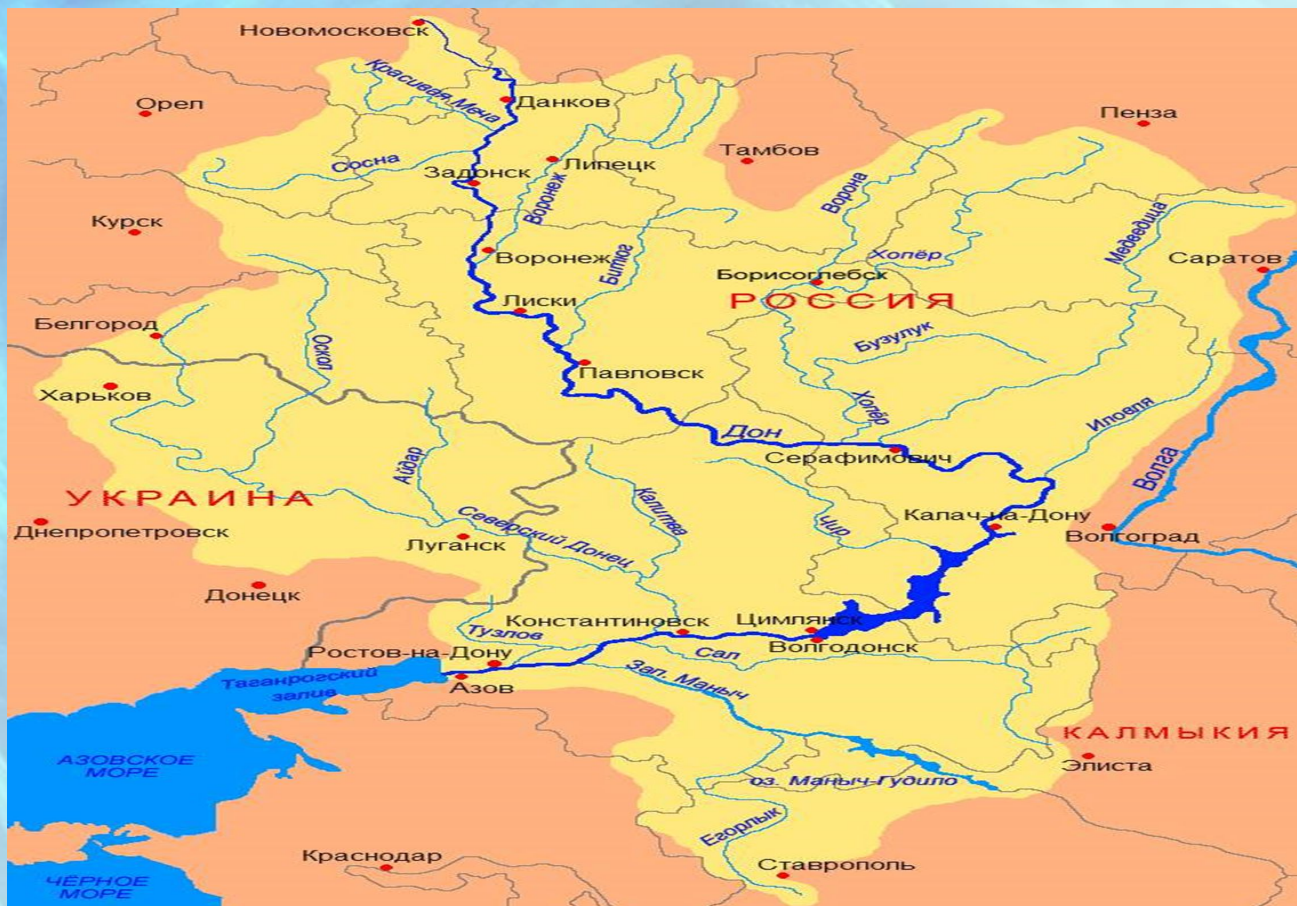 Новомосковск
Красивая Меча
Орел
Данков
Пенза
Сосна
Задонск
Липецк
Тамбов
Воронеж
Ворона
Курск
Медведица
Воронеж
Битюг
Хопёр
Саратов
Борисоглебск
РОССИЯ
Лиски
Белгород
Оскол
Бузулук
Павловск
Харьков
Хопёр
Иловля
Дон
Серафимович
Волга
Айдар
УКРАИНА
Калитва
Днепропетровск
Северский Донец
Чир
Калач-на-Дону
Волгоград
Луганск
Донецк
Константиновск
Цимлянск
Тузлов
Волгодонск
Сал
Ростов-на-Дону
Зап. Маныч
Таганрогский
залив
Азов
КАЛМЫКИЯ
АЗОВСКОЕ
МОРЕ
Элиста
оз. Маныч-Гудило
Егорлык
Краснодар
Ставрополь
ЧЁРНОЕ
МОРЕ